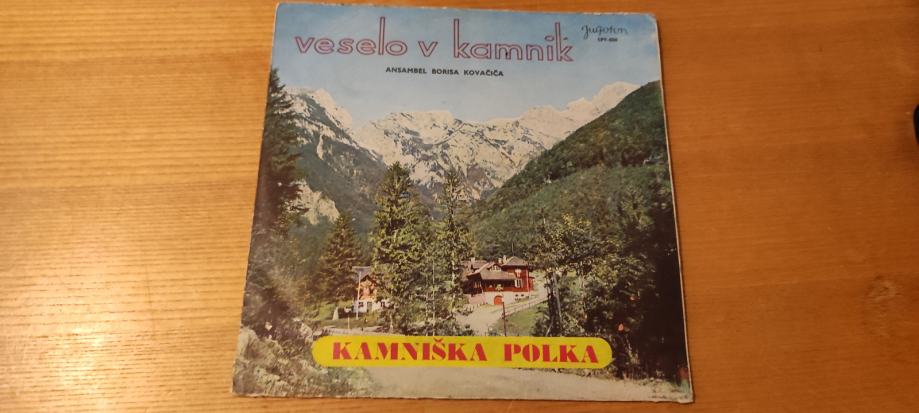 veselo v kamnik
Jugoton
ANSAMBEL BORISA KOVAČIČA
KAMNIŠKA POLKA